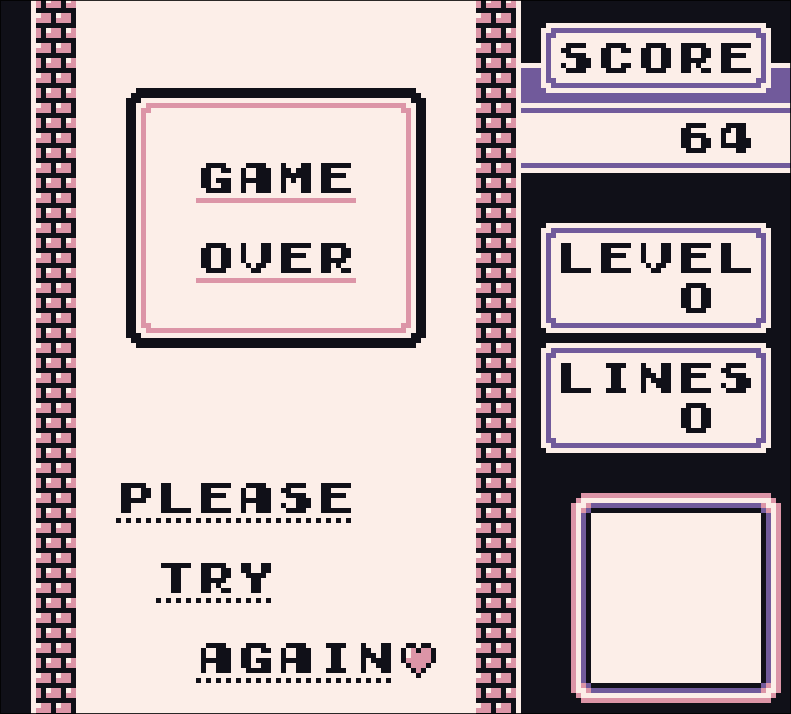 GAME
OVER
PLEASE
TRY
AGAIN♥
SCORE
64
LEVEL
0
LINES
0